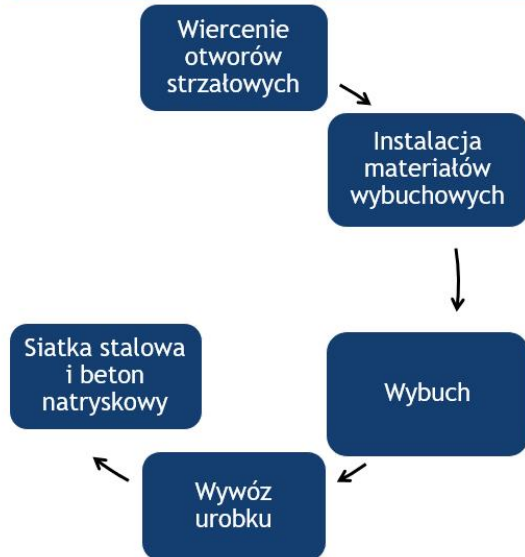 Wiercenie
otworów
strzałowych
Instalacja
materiałów
wybuchowych
Wybuch
Wywóz
urobku
Siatka stalowa
i beton
natryskowy